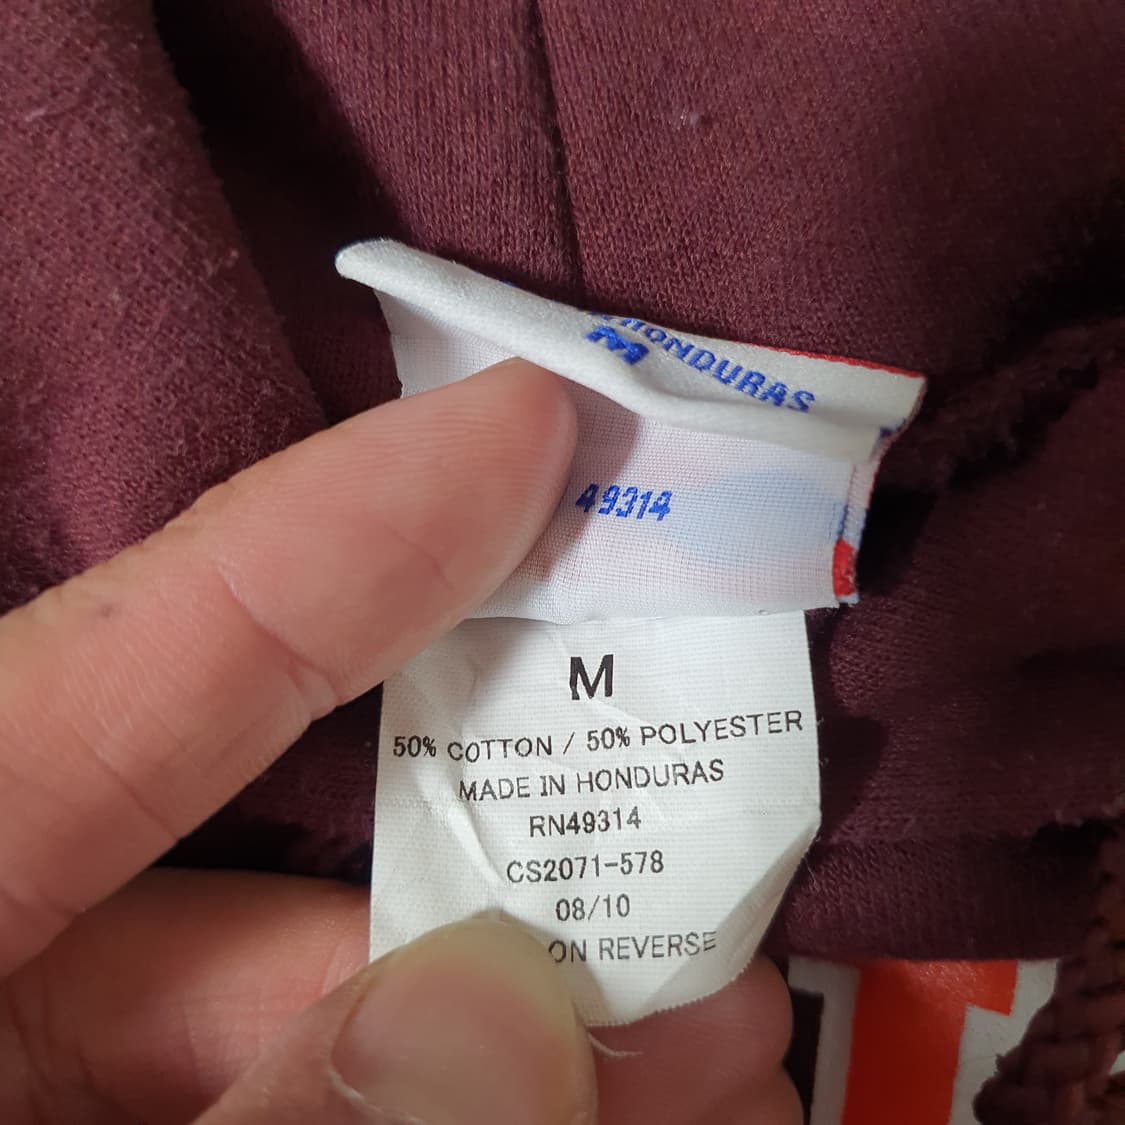 HONDURAS
M
49314
M
50% COTTON / 50% POLYESTER
MADE IN HONDURAS
RN49314
CS2071-578
08/10
ON REVERSE